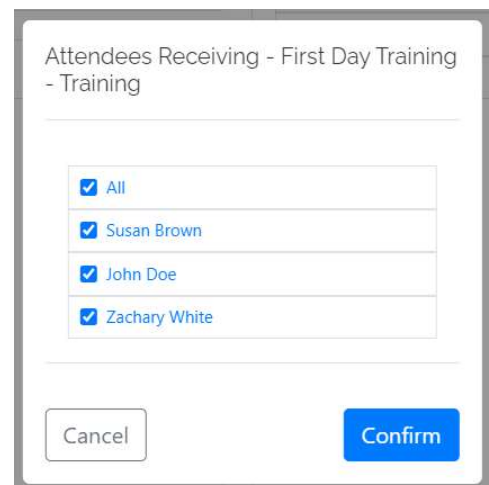 Attendees Receiving - First Day Training
- Training
All
Susan Brown
John Doe
Zachary White
Cancel
Confirm